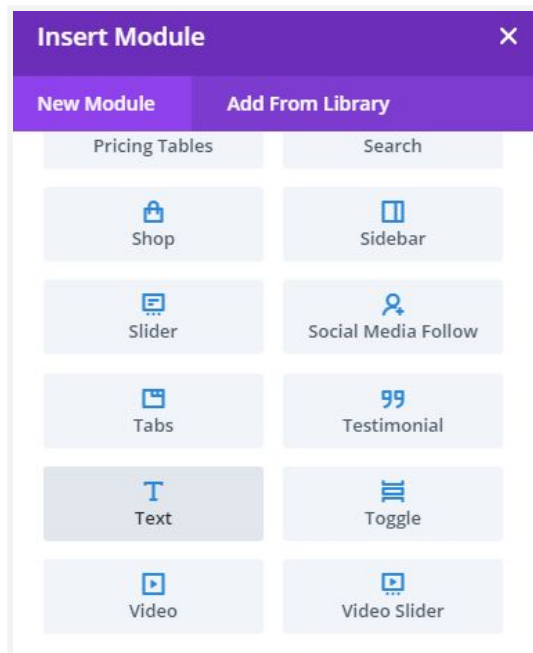 Insert Module
New Module Add From Library
Pricing Tables Search
Shop Sidebar
Slider Social Media Follow
Tabs Testimonial
Text Toggle
Video Video Slider